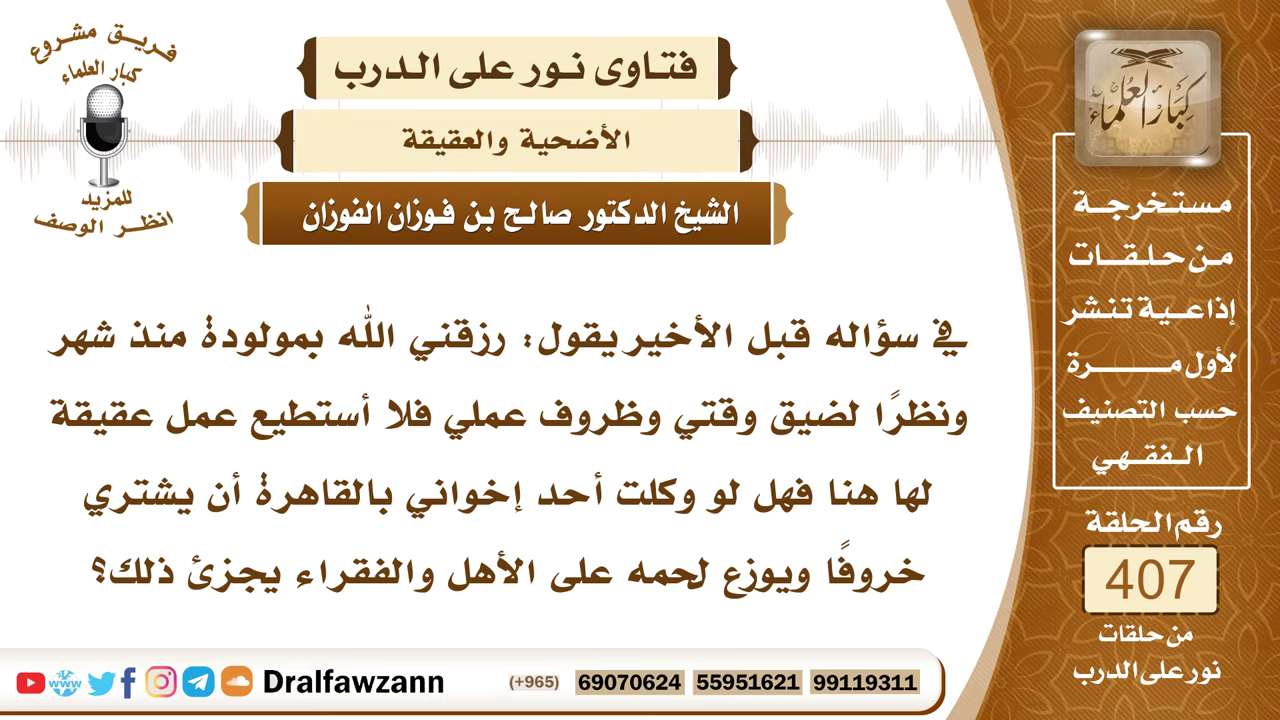 فريق مشروع
كبار العلماء
للمزيد
انظر الوصف
فتاوى نور على الدرب
الأضحية والعقيقة
الشيخ الدكتور صالح بن فوزان الفوزان
في سؤاله قبل الأخير يقول: رزقني الله بمولودة منذ شهر
ونظرًا لضيق وقتي وظروف عملي فلا أستطيع عمل عقيقة
لها هنا فهل لو وكلت أحد إخواني بالقاهرة أن يشتري
خروفًا ويوزع لحمه على الأهل والفقراء يجزئ ذلك؟
كبار العلماء
مستخرجة
من حلقات
إذاعية تنشر
لأول مرة
حسب التصنيف
الفقهي
رقم الحلقة
407
من حلقات
نور على الدرب
www
Dralfawzann
(+965) 69070624 55951621 99119311